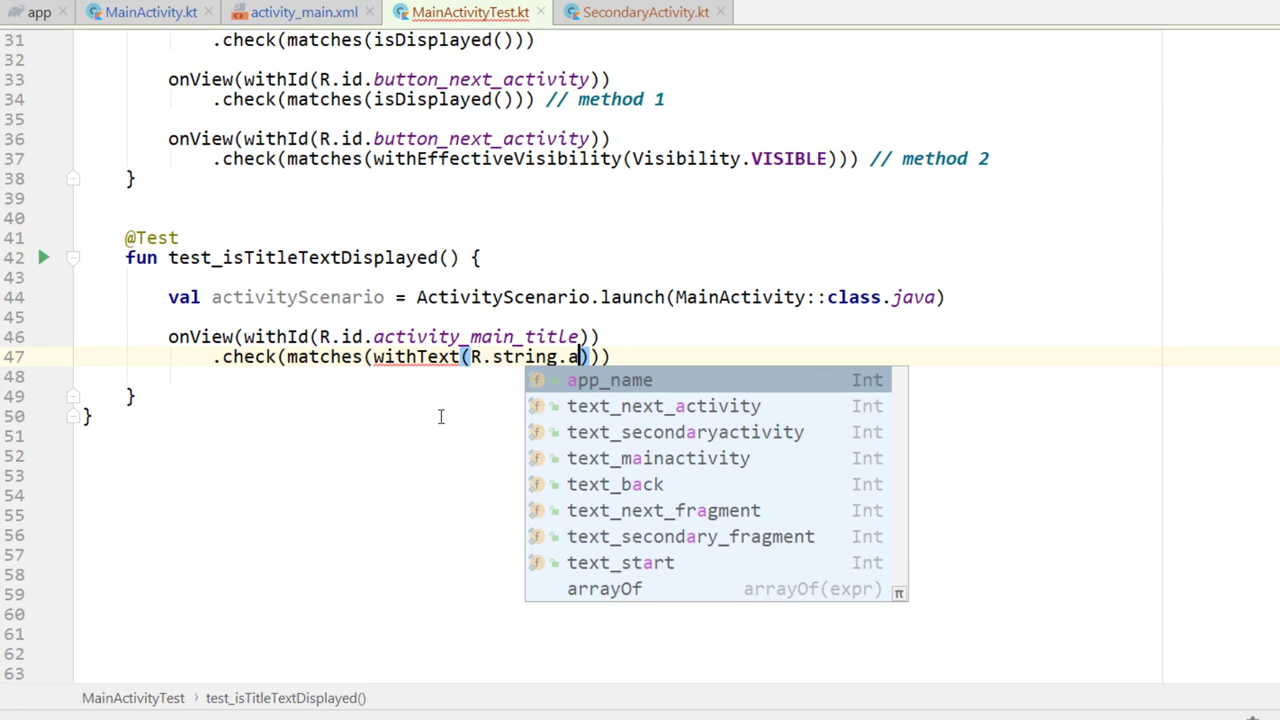 app MainActivity.kt activity_main.xml MainActivityTest.kt SecondaryActivity.kt
31 .check(matches(isDisplayed()))
32
33 onView(withId(R.id.button_next_activity))
34 .check(matches(isDisplayed())) // method 1
35
36 onView(withId(R.id.button_next_activity))
37 .check(matches(withEffectiveVisibility(Visibility.VISIBLE))) // method 2
38 }
39
40
41 @Test
42 fun test_isTitleTextDisplayed() {
43
44 val activityScenario = ActivityScenario.launch(MainActivity::class.java)
45
46 onView(withId(R.id.activity_main_title))
47 .check(matches(withText(R.string.a)))
48 app_name Int
49 } text_next_activity Int
50 } text_secondaryactivity Int
51 text_mainactivity Int
52 text_back Int
53 text_next_fragment Int
54 text_secondary_fragment Int
55 text_start Int
56 arrayOf arrayOf(expr) π
57
58
59
60
61
62
63
MainActivityTest › test_isTitleTextDisplayed()